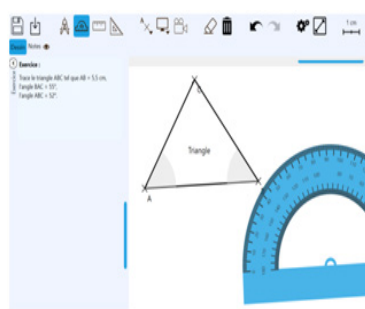 1 cm
Dessin Notes
Exercice
Exercice :
Trace le triangle ABC tel que AB = 5,5 cm,
l'angle BAC = 55°,
l'angle ABC = 52°.
C
Triangle
A